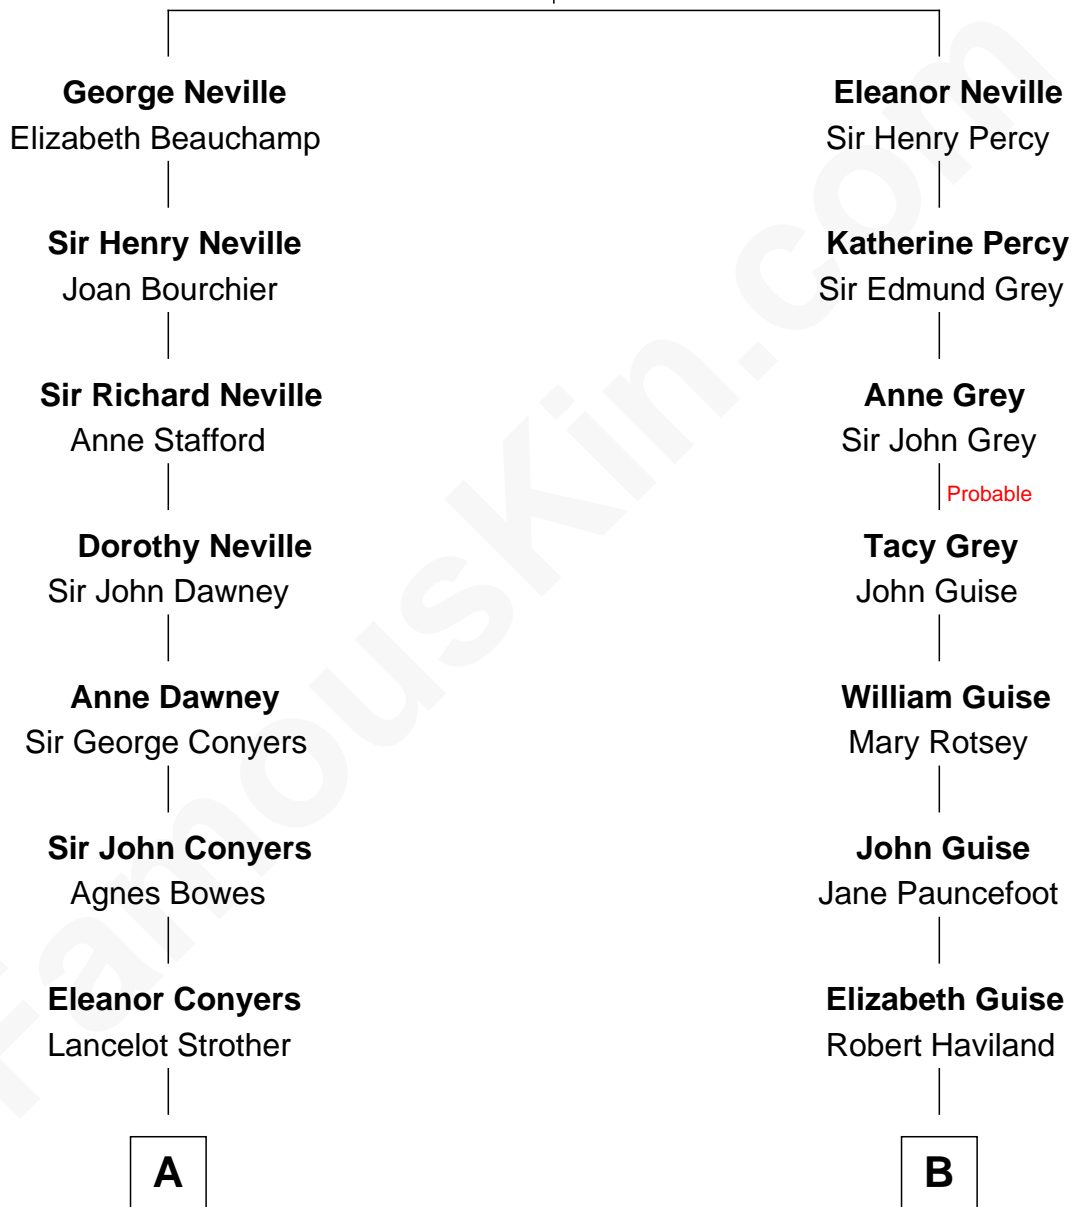 George Neville
Elizabeth Beauchamp
Sir Henry Neville
Joan Bourchier
Sir Richard Neville
Anne Stafford
Dorothy Neville
Sir John Dawney
Anne Dawney
Sir George Conyers
Sir John Conyers
Agnes Bowes
Eleanor Conyers
Lancelot Strother
A
Eleanor Neville
Sir Henry Percy
Katherine Percy
Sir Edmund Grey
Anne Grey
Sir John Grey
Probable
Tacy Grey
John Guise
William Guise
Mary Rotsey
John Guise
Jane Pauncefoot
Elizabeth Guise
Robert Haviland
B
FamousKin.com